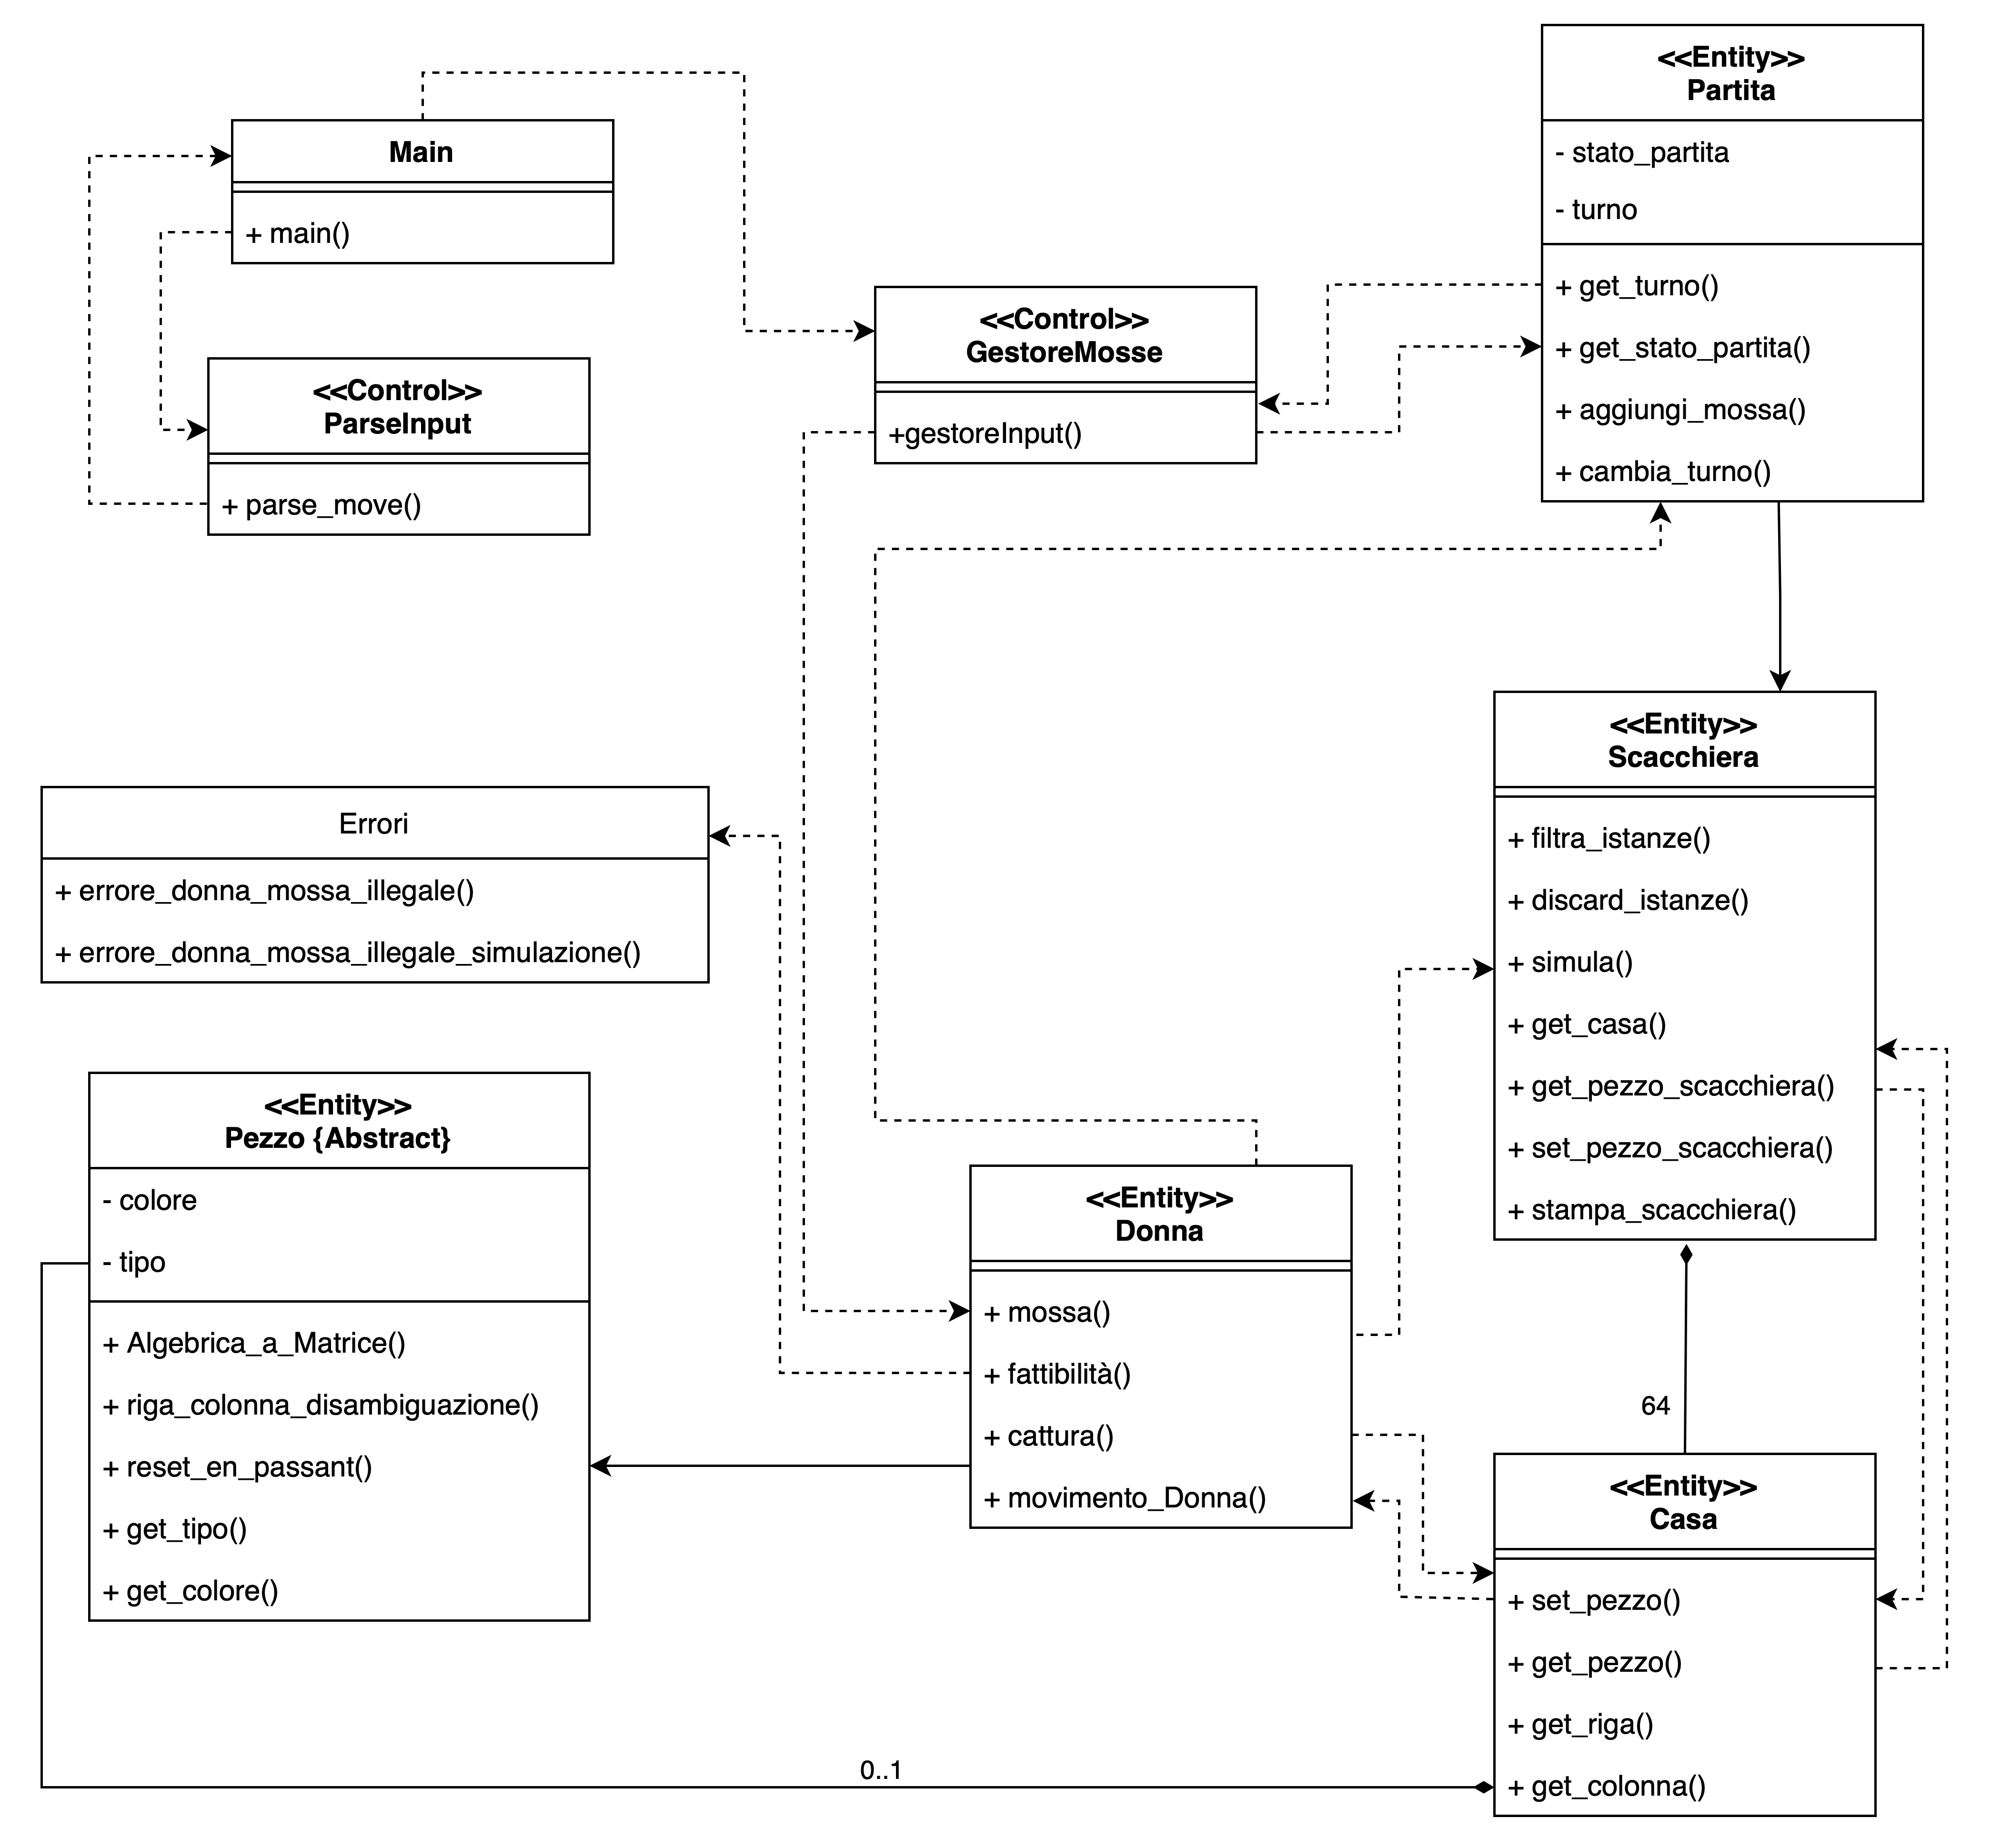 <<Entity>>
Partita
- stato_partita
- turno
+ get_turno()
+ get_stato_partita()
+ aggiungi_mossa()
+ cambia_turno()
Main
+ main()
<<Control>>
GestoreMosse
+gestoreInput()
<<Control>>
ParseInput
+ parse_move()
<<Entity>>
Scacchiera
+ filtra_istanze()
+ discard_istanze()
+ simula()
+ get_casa()
+ get_pezzo_scacchiera()
+ set_pezzo_scacchiera()
+ stampa_scacchiera()
Errori
+ errore_donna_mossa_illegale()
+ errore_donna_mossa_illegale_simulazione()
<<Entity>>
Pezzo {Abstract}
- colore
- tipo
+ Algebrica_a_Matrice()
+ riga_colonna_disambiguazione()
+ reset_en_passant()
+ get_tipo()
+ get_colore()
<<Entity>>
Donna
+ mossa()
+ fattibilità()
+ cattura()
+ movimento_Donna()
64
<<Entity>>
Casa
+ set_pezzo()
+ get_pezzo()
+ get_riga()
+ get_colonna()
0..1